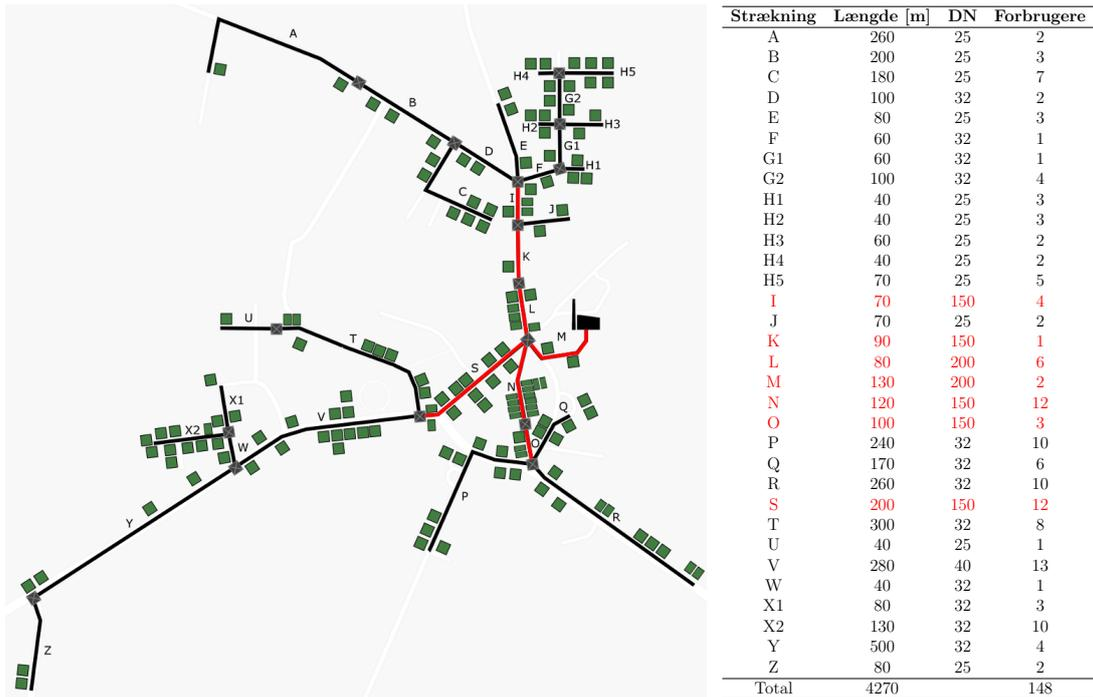 A
B
H4
H5
G2
H2
H3
D
E
G1
F
H1
C
I
J
K
L
M
U
T
S
N
X1
Q
X2
V
O
W
P
R
Y
Z
Strækning Længde [m] DN Forbrugere
A 260 25 2
B 200 25 3
C 180 25 7
D 100 32 2
E 80 25 3
F 60 32 1
G1 60 32 1
G2 100 32 4
H1 40 25 3
H2 40 25 3
H3 60 25 2
H4 40 25 2
H5 70 25 5
I 70 150 4
J 70 25 2
K 90 150 1
L 80 200 6
M 130 200 2
N 120 150 12
O 100 150 3
P 240 32 10
Q 170 32 6
R 260 32 10
S 200 150 12
T 300 32 8
U 40 25 1
V 280 40 13
W 40 32 1
X1 80 32 3
X2 130 32 10
Y 500 32 4
Z 80 25 2
Total 4270 148